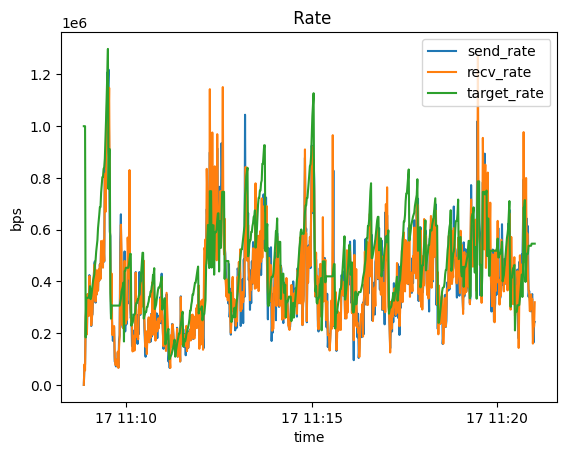 Rate
1e6
send_rate
recv_rate
target_rate
1.2
1.0
0.8
0.6
0.4
0.2
0.0
bps
17 11:10
17 11:15
17 11:20
time